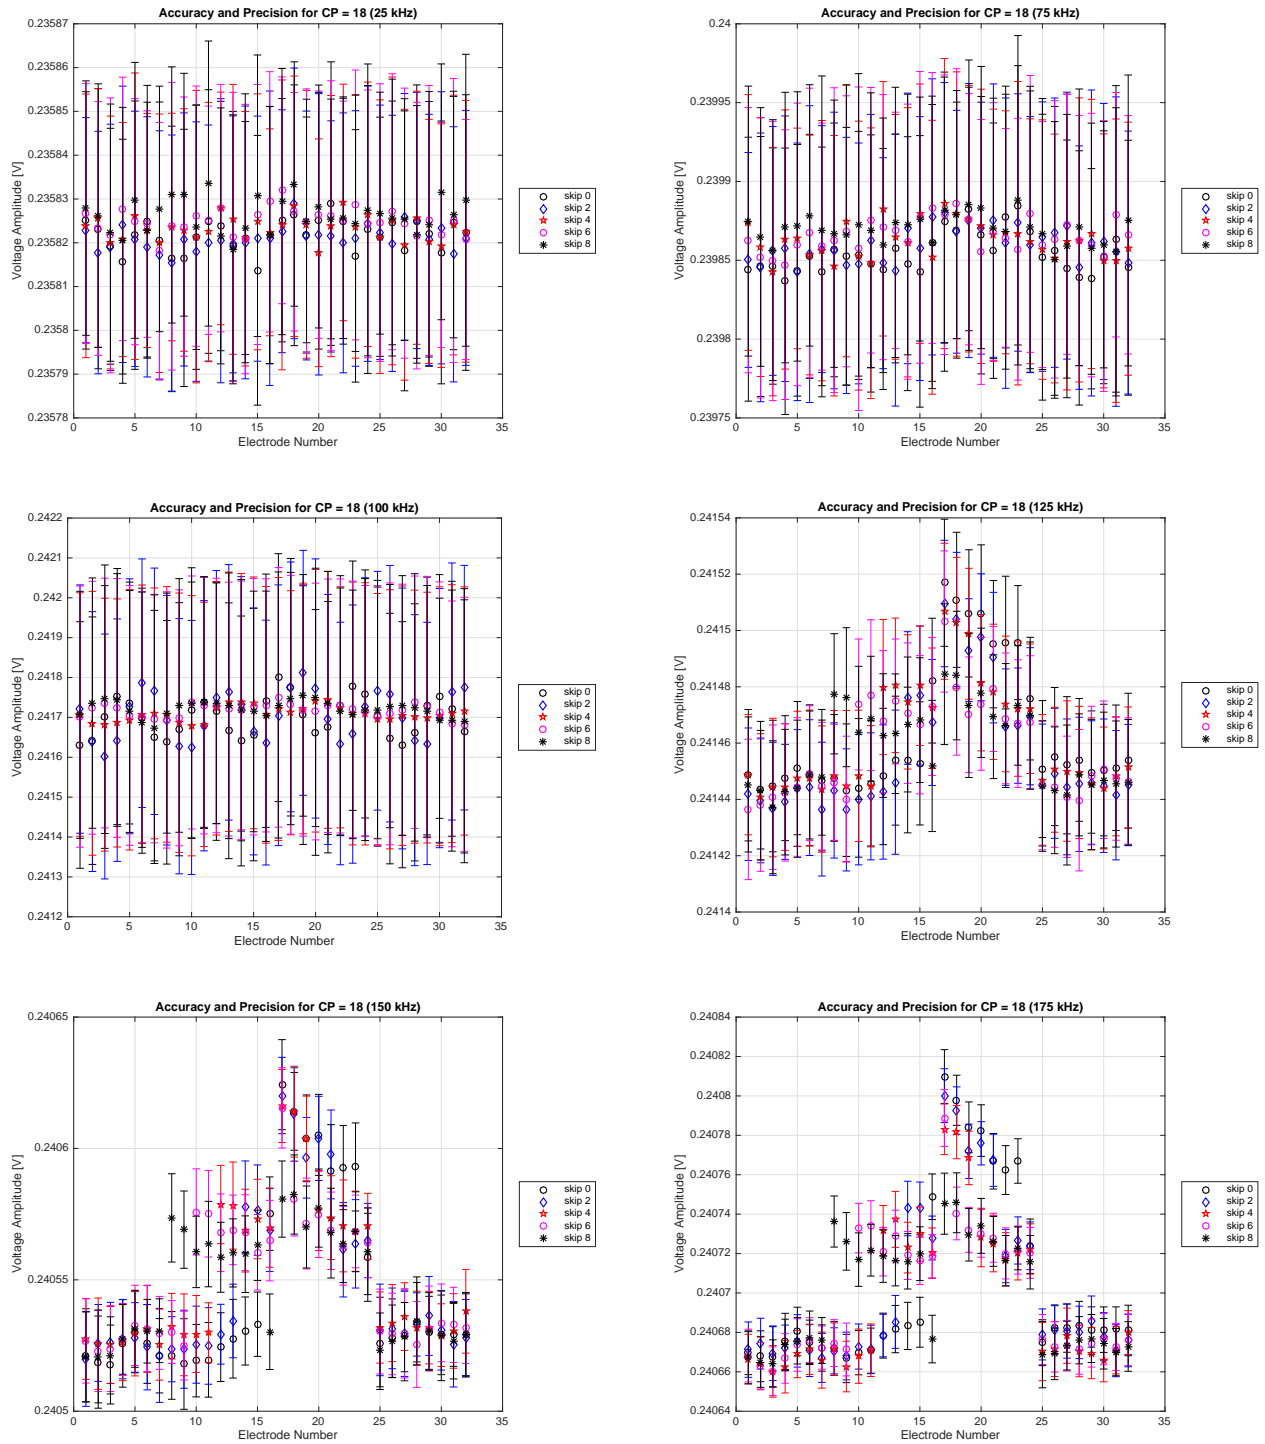 Accuracy and Precision for CP = 18 (25 kHz)
0.23587
0.23586
0.23585
0.23584
0.23583
0.23582
0.23581
0.2358
0.23579
0.23578
Voltage Amplitude [V]
0 5 10 15 20 25 30 35
Electrode Number
skip 0
skip 2
skip 4
skip 6
skip 8
Accuracy and Precision for CP = 18 (75 kHz)
0.24
0.23995
0.2399
0.23985
0.2398
0.23975
Voltage Amplitude [V]
0 5 10 15 20 25 30 35
Electrode Number
skip 0
skip 2
skip 4
skip 6
skip 8
Accuracy and Precision for CP = 18 (100 kHz)
0.2422
0.2421
0.242
0.2419
0.2418
0.2417
0.2416
0.2415
0.2414
0.2413
0.2412
Voltage Amplitude [V]
0 5 10 15 20 25 30 35
Electrode Number
skip 0
skip 2
skip 4
skip 6
skip 8
Accuracy and Precision for CP = 18 (125 kHz)
0.24154
0.24152
0.2415
0.24148
0.24146
0.24144
0.24142
0.2414
Voltage Amplitude [V]
0 5 10 15 20 25 30 35
Electrode Number
skip 0
skip 2
skip 4
skip 6
skip 8
Accuracy and Precision for CP = 18 (150 kHz)
0.24065
0.2406
0.24055
0.2405
Voltage Amplitude [V]
0 5 10 15 20 25 30 35
Electrode Number
skip 0
skip 2
skip 4
skip 6
skip 8
Accuracy and Precision for CP = 18 (175 kHz)
0.24084
0.24082
0.2408
0.24078
0.24076
0.24074
0.24072
0.2407
0.24068
0.24066
0.24064
Voltage Amplitude [V]
0 5 10 15 20 25 30 35
Electrode Number
skip 0
skip 2
skip 4
skip 6
skip 8